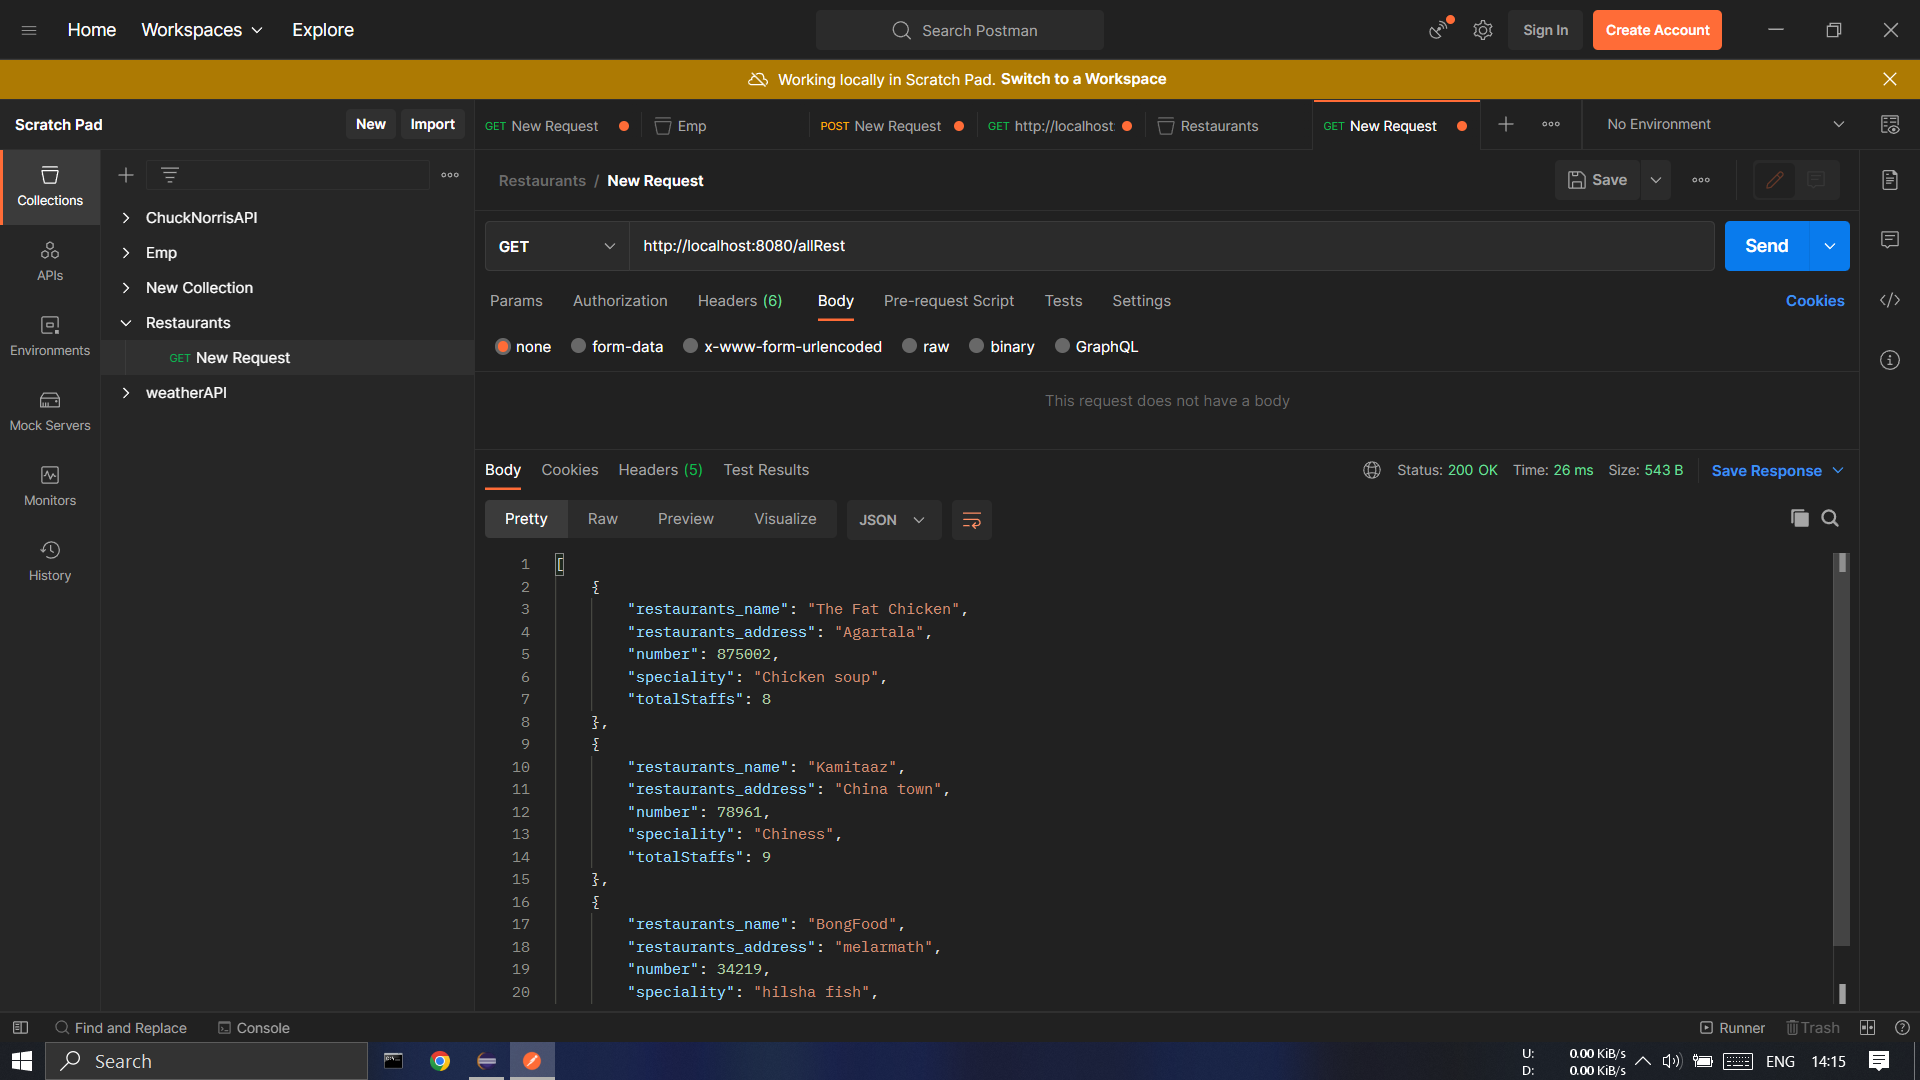 Home Workspaces Explore Search Postman Sign In Create Account
Working locally in Scratch Pad. Switch to a Workspace
Scratch Pad New Import
GET New Request Emp POST New Request GET http://localhost: Restaurants GET New Request No Environment
Collections
APIs
Environments
Mock Servers
Monitors
History
ChuckNorrisAPI
Emp
New Collection
Restaurants
GET New Request
weatherAPI
Restaurants / New Request Save
GET http://localhost:8080/allRest Send
Params Authorization Headers (6) Body Pre-request Script Tests Settings Cookies
none form-data x-www-form-urlencoded raw binary GraphQL
This request does not have a body
Body Cookies Headers (5) Test Results Status: 200 OK Time: 26 ms Size: 543 B Save Response
Pretty Raw Preview Visualize JSON
1 [
2 {
3 "restaurants_name": "The Fat Chicken",
4 "restaurants_address": "Agartala",
5 "number": 875002,
6 "speciality": "Chicken soup",
7 "totalStaffs": 8
8 },
9 {
10 "restaurants_name": "Kamitaaz",
11 "restaurants_address": "China town",
12 "number": 78961,
13 "speciality": "Chiness",
14 "totalStaffs": 9
15 },
16 {
17 "restaurants_name": "BongFood",
18 "restaurants_address": "melarmath",
19 "number": 34219,
20 "speciality": "hilsha fish",
Find and Replace Console Runner Trash
Search
U: 0.00 KiB/s
D: 0.00 KiB/s
ENG 14:15